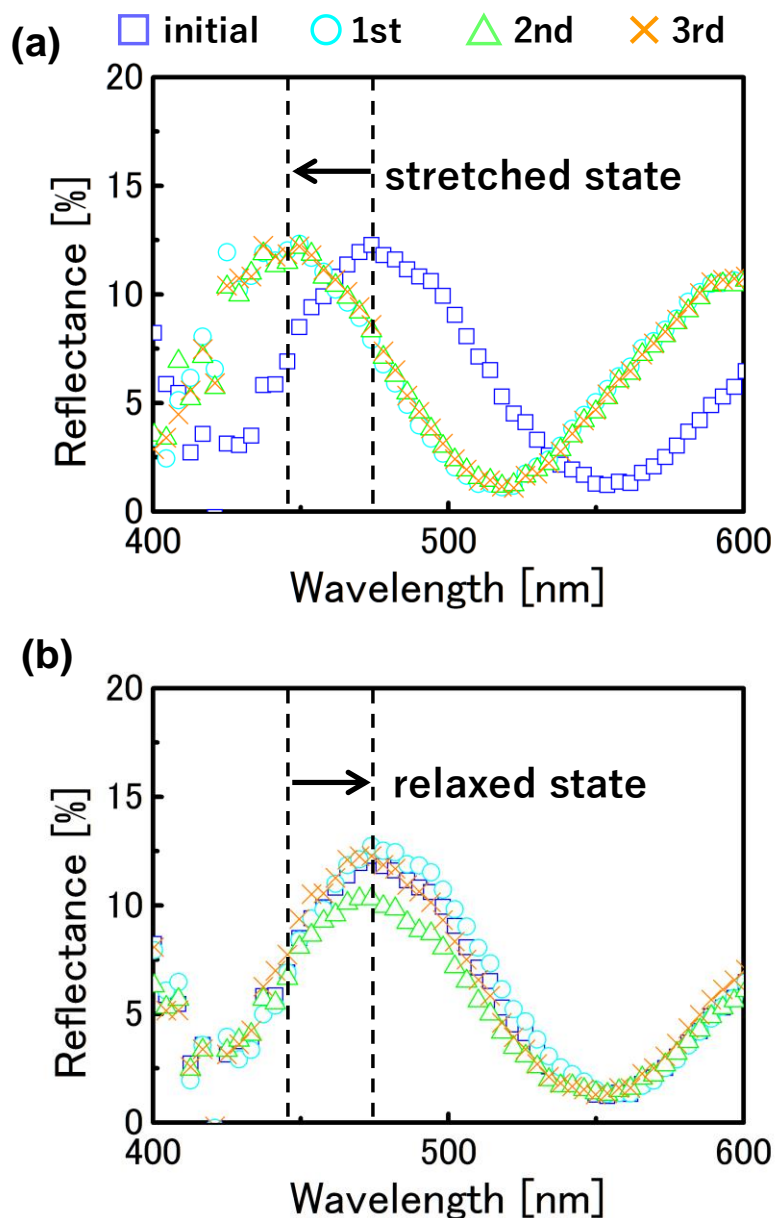 initial 1st 2nd 3rd
(a)
20
15
10
5
0
400 500 600
Reflectance [%]
stretched state
Wavelength [nm]
(b)
20
15
10
5
0
400 500 600
Reflectance [%]
relaxed state
Wavelength [nm]